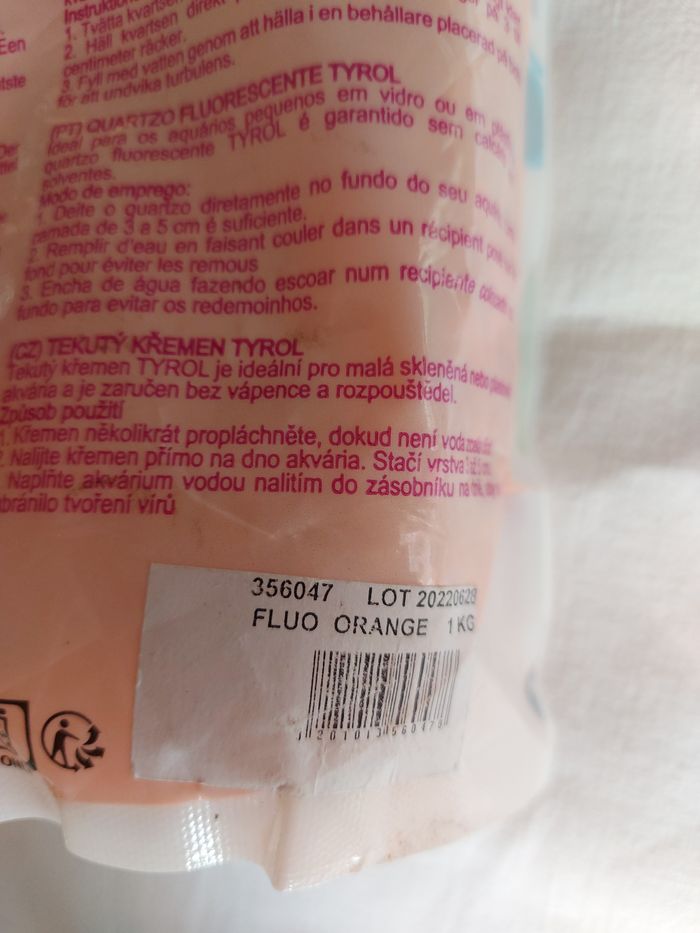 Een
Instruktion
1. Tvätta kvartsen
2. Häll kvartsen direkt
centimeter räcker.
3. Fyll med vatten genom att hälla i en behållare placerad på
för att undvika turbulens.
(PT) QUARTZO FLUORESCENTE TYROL
Ideal para os aquários pequenos em vidro ou em
quartzo fluorescente TYROL é garantido sem
solventes.
Modo de emprego:
1. Deite o quartzo diretamente no fundo do seu
camada de 3 a 5 cm é suficiente.
2. Remplir d'eau en faisant couler dans un récipient
fond pour éviter les remous
3. Encha de água fazendo escoar num recipiente
fundo para evitar os redemoinhos.
(CZ) TEKUTÝ KŘEMEN TYROL
Tekutý křemen TYROL je ideální pro malá skleněná nebo
akvária a je zaručen bez vápence a rozpouštědel.
Způsob použití
1. Křemen několikrát propláchněte, dokud není voda
2. Nalijte křemen přímo na dno akvária. Stačí vrstva
Naplňte akvárium vodou nalitím do zásobníku na
bránilo tvoření vírů
356047 LOT 20220628
FLUO ORANGE 1KG